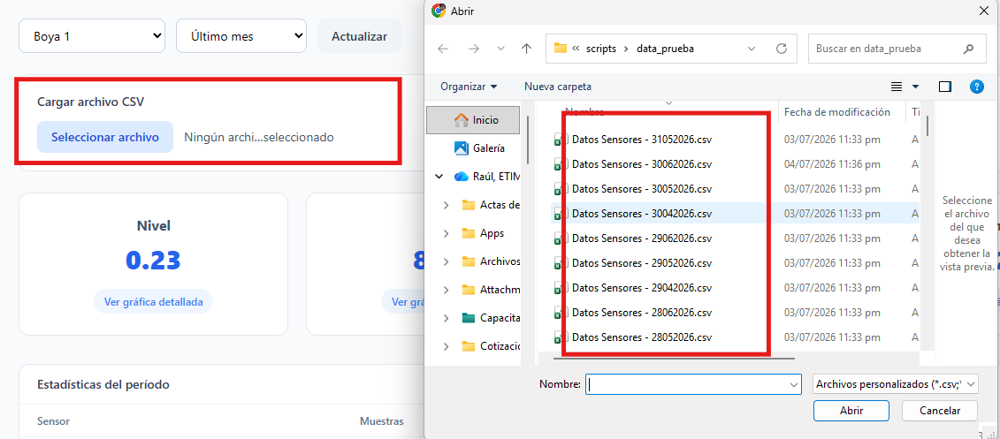 Boya 1
Último mes
Actualizar
Cargar archivo CSV
Seleccionar archivo
Ningún archi...seleccionado
Nivel
0.23
Ver gráfica detallada
8
Ver grá
Estadísticas del período
Sensor
Muestras
Abrir
« scripts › data_prueba
Buscar en data_prueba
Organizar
Nueva carpeta
Inicio
Galería
Raúl, ETIM
Actas de
Apps
Archivos
Attachm
Capacita
Cotizacio
Nombre
Fecha de modificación
Ti
Datos Sensores - 31052026.csv 03/07/2026 11:33 pm A
Datos Sensores - 30062026.csv 04/07/2026 11:36 pm A
Datos Sensores - 30052026.csv 03/07/2026 11:33 pm A
Datos Sensores - 30042026.csv 03/07/2026 11:33 pm A
Datos Sensores - 29062026.csv 03/07/2026 11:33 pm A
Datos Sensores - 29052026.csv 03/07/2026 11:33 pm A
Datos Sensores - 29042026.csv 03/07/2026 11:33 pm A
Datos Sensores - 28062026.csv 03/07/2026 11:33 pm A
Datos Sensores - 28052026.csv 03/07/2026 11:33 pm A
Seleccione
el archivo
del que
desea
obtener la
vista previa.
Nombre:
Archivos personalizados (*.csv;*
Abrir
Cancelar